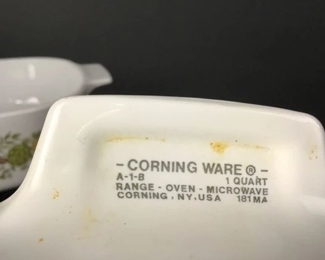 - CORNING WARE ® -
A-1-B 1 QUART
RANGE - OVEN - MICROWAVE
CORNING, NY, USA 181MA